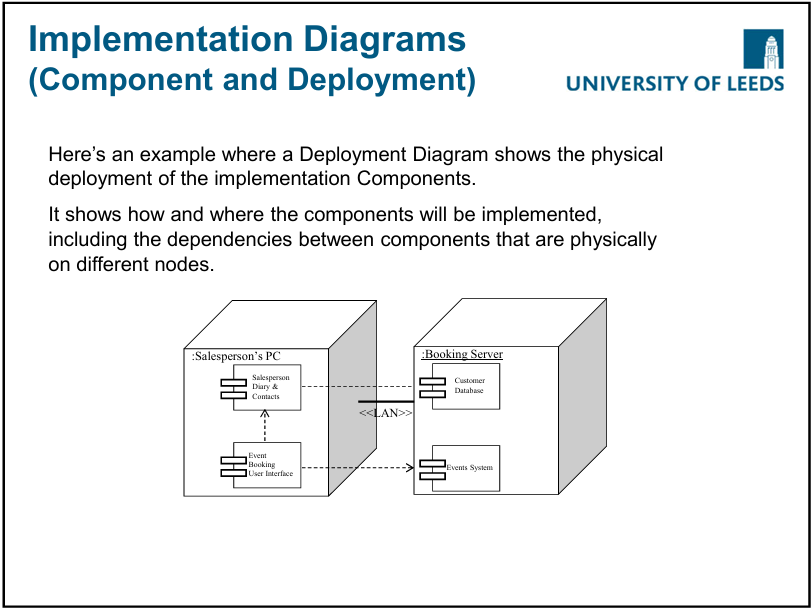 Implementation Diagrams
(Component and Deployment)
UNIVERSITY OF LEEDS
Here’s an example where a Deployment Diagram shows the physical
deployment of the implementation Components.
It shows how and where the components will be implemented,
including the dependencies between components that are physically
on different nodes.
:Salesperson’s PC
Salesperson
Diary &
Contacts
Event
Booking
User Interface
<<LAN>>
:Booking Server
Customer
Database
Events System